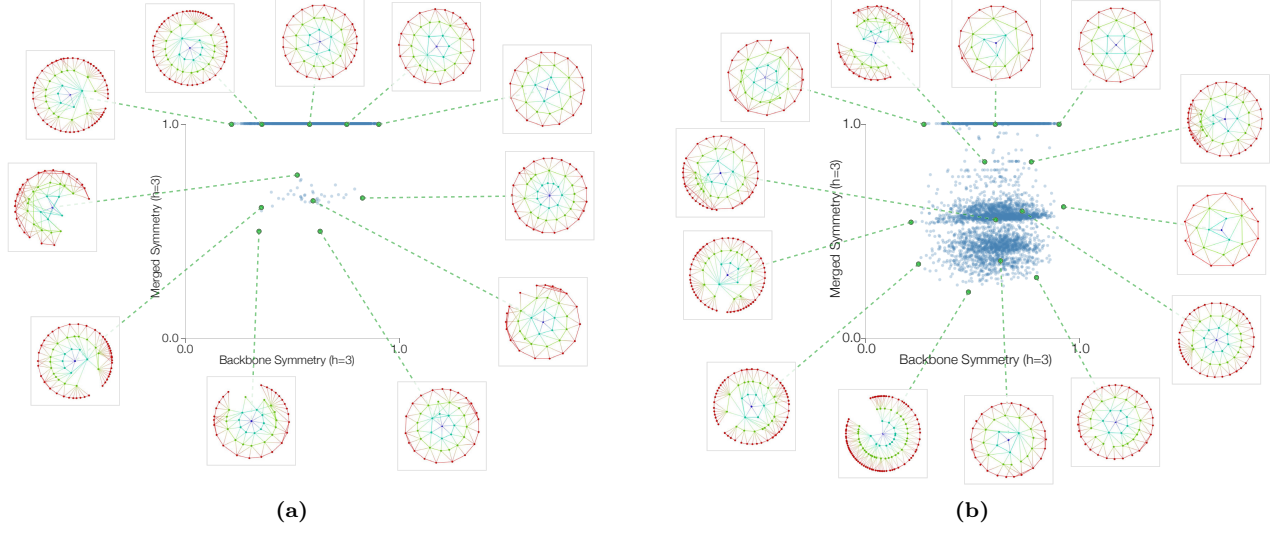 1.0
Merged Symmetry (h=3)
0.0
0.0
1.0
Backbone Symmetry (h=3)
(a)
1.0
Merged Symmetry (h=3)
0.0
0.0
1.0
Backbone Symmetry (h=3)
(b)